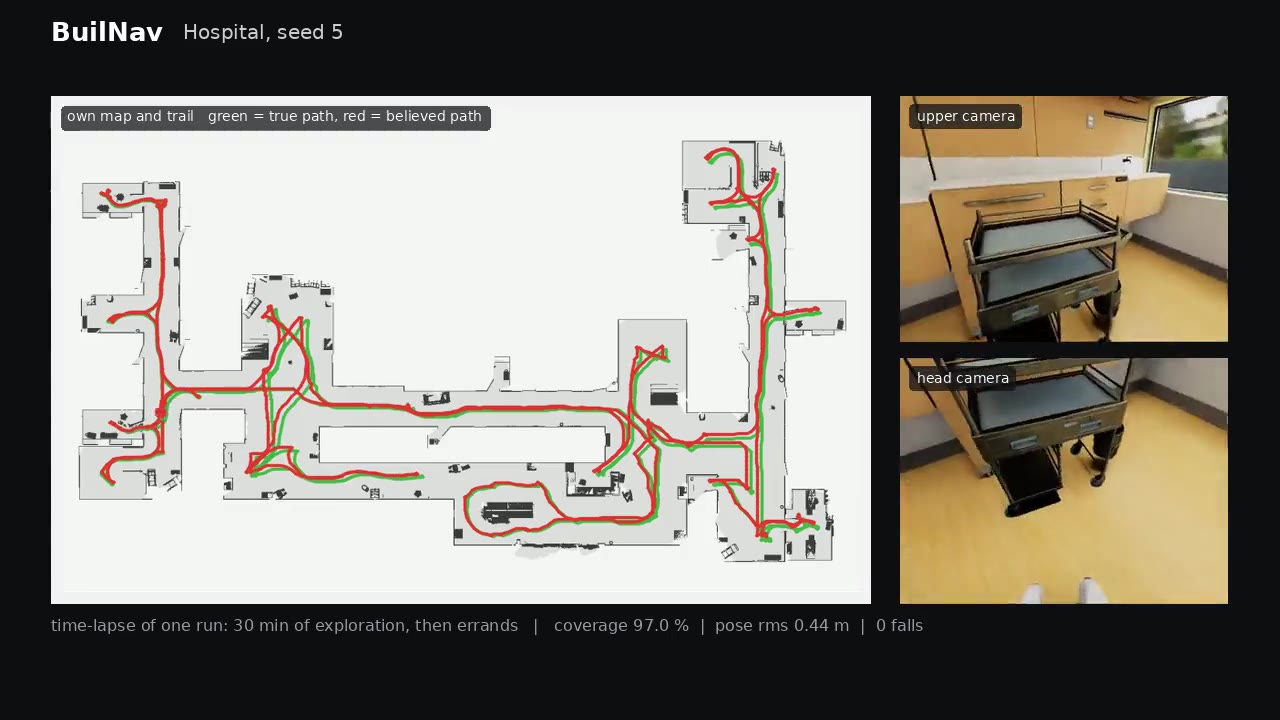 BuilNav Hospital, seed 5
own map and trail green = true path, red = believed path
upper camera
head camera
time-lapse of one run: 30 min of exploration, then errands | coverage 97.0 % | pose rms 0.44 m | 0 falls